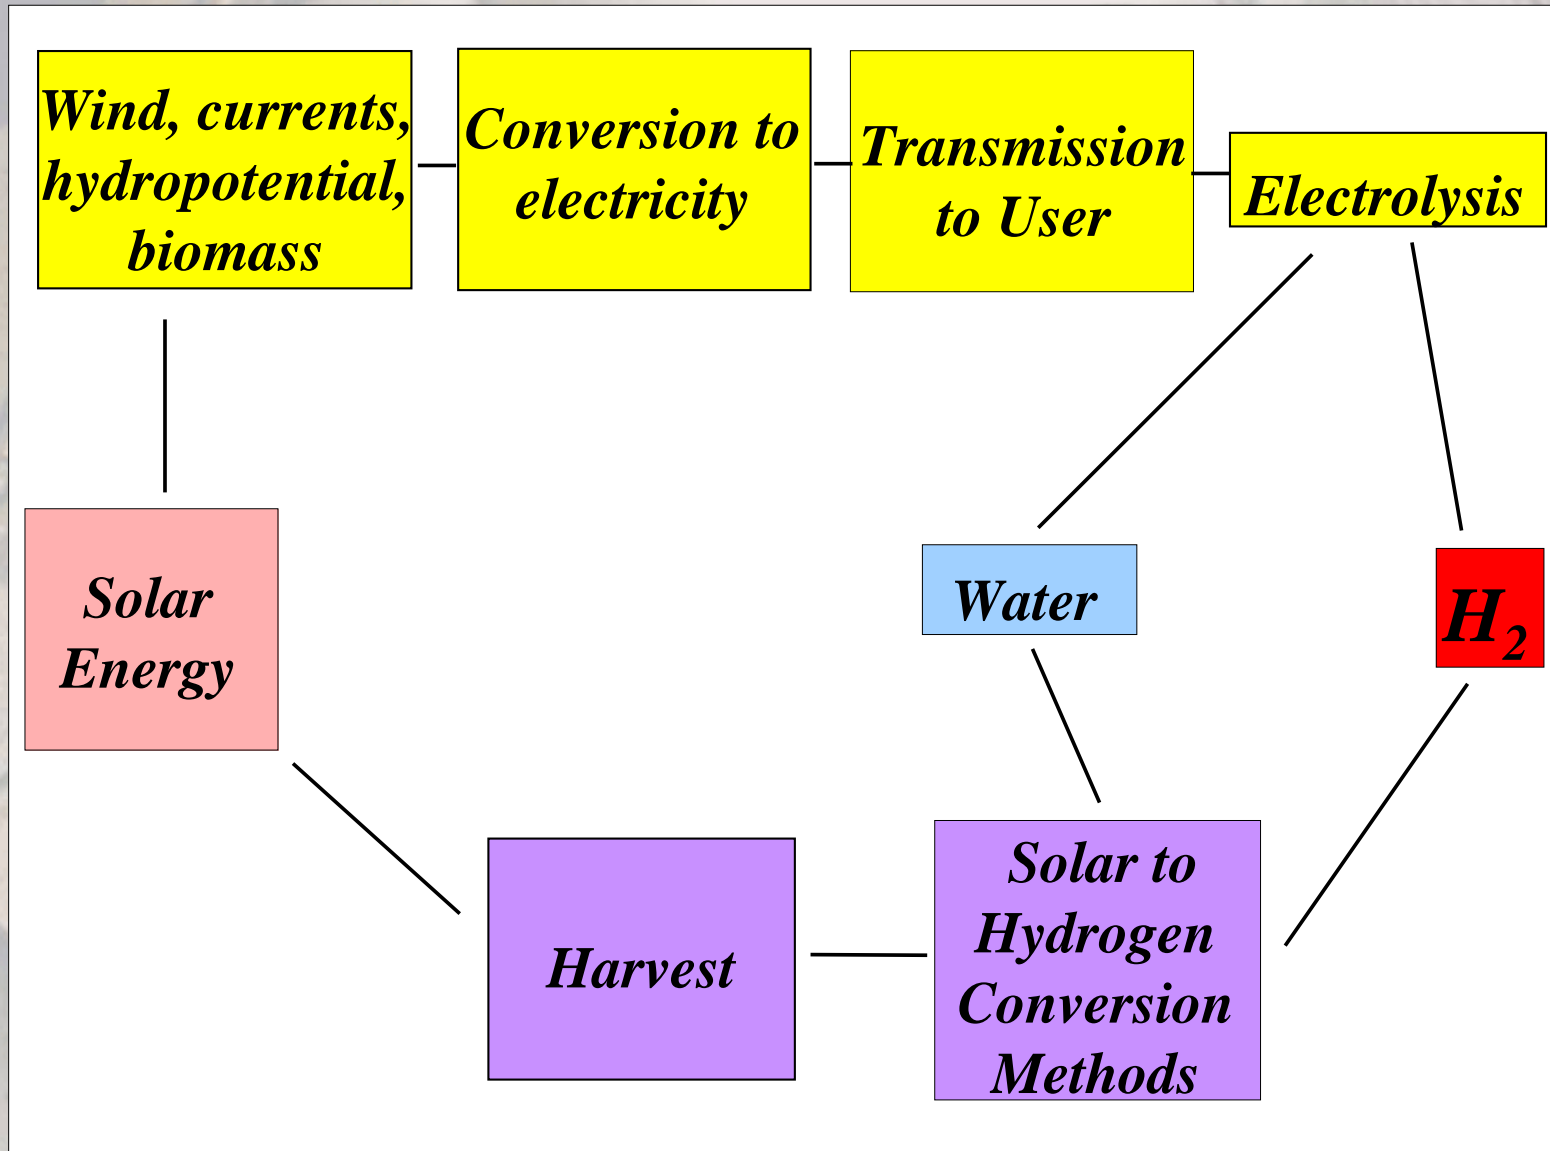 Wind, currents,
hydropotential,
biomass
Conversion to
electricity
Transmission
to User
Electrolysis
Solar
Energy
Water
H₂
Harvest
Solar to
Hydrogen
Conversion
Methods